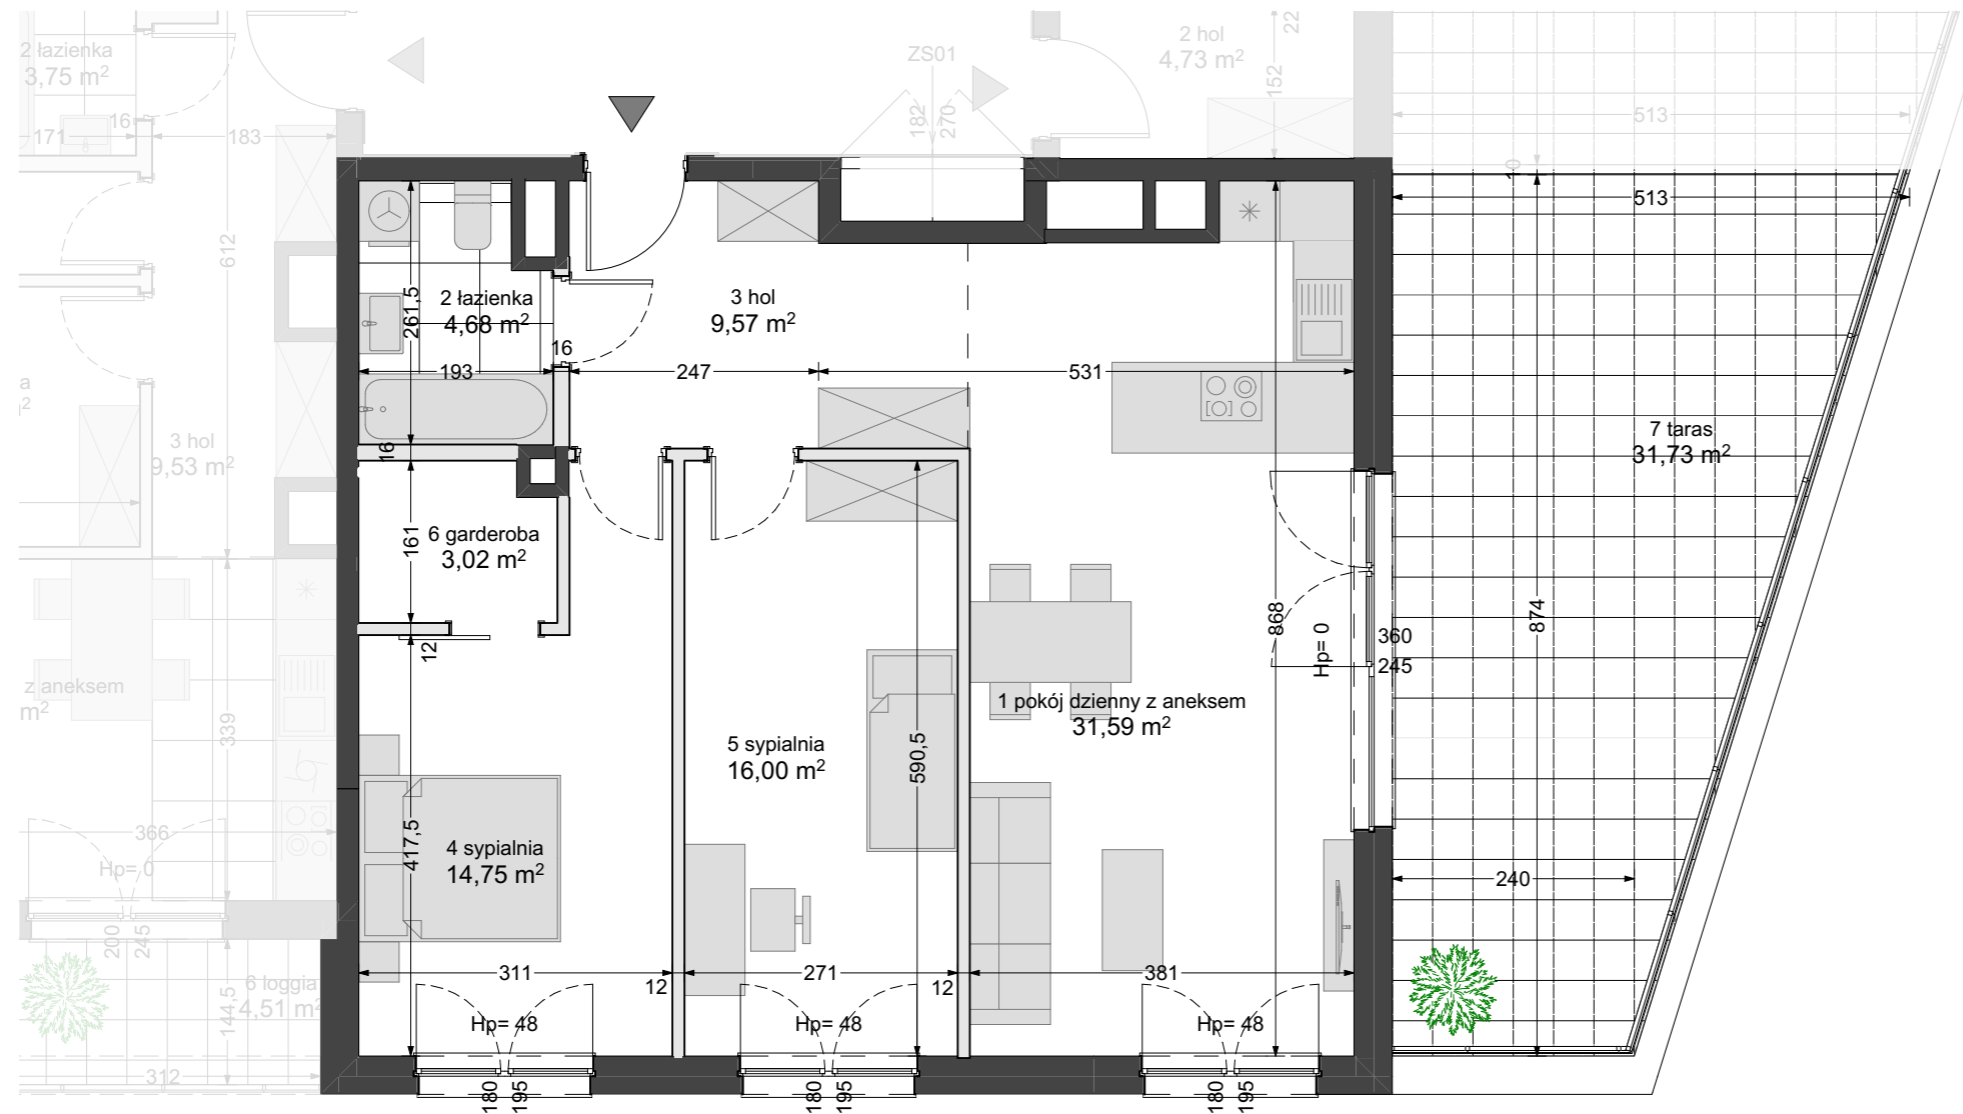 2 łazienka
3,75 m²
171
16
183
612
ZS01
182
270
2 hol
4,73 m²
22
152
513
10
513
2 łazienka
4,68 m²
261,5
193
16
16
3 hol
9,57 m²
247
531
7 taras
31,73 m²
a
2
3 hol
9,53 m²
6 garderoba
3,02 m²
161
12
868
Hp= 0
360
245
874
z aneksem
m²
339
1 pokój dzienny z aneksem
31,59 m²
5 sypialnia
16,00 m²
590,5
4 sypialnia
14,75 m²
417,5
366
Hp= 0
200
245
240
311
12
271
12
381
6 loggia
4,51 m²
144,5
312
Hp= 48
180
195
Hp= 48
180
195
Hp= 48
180
195